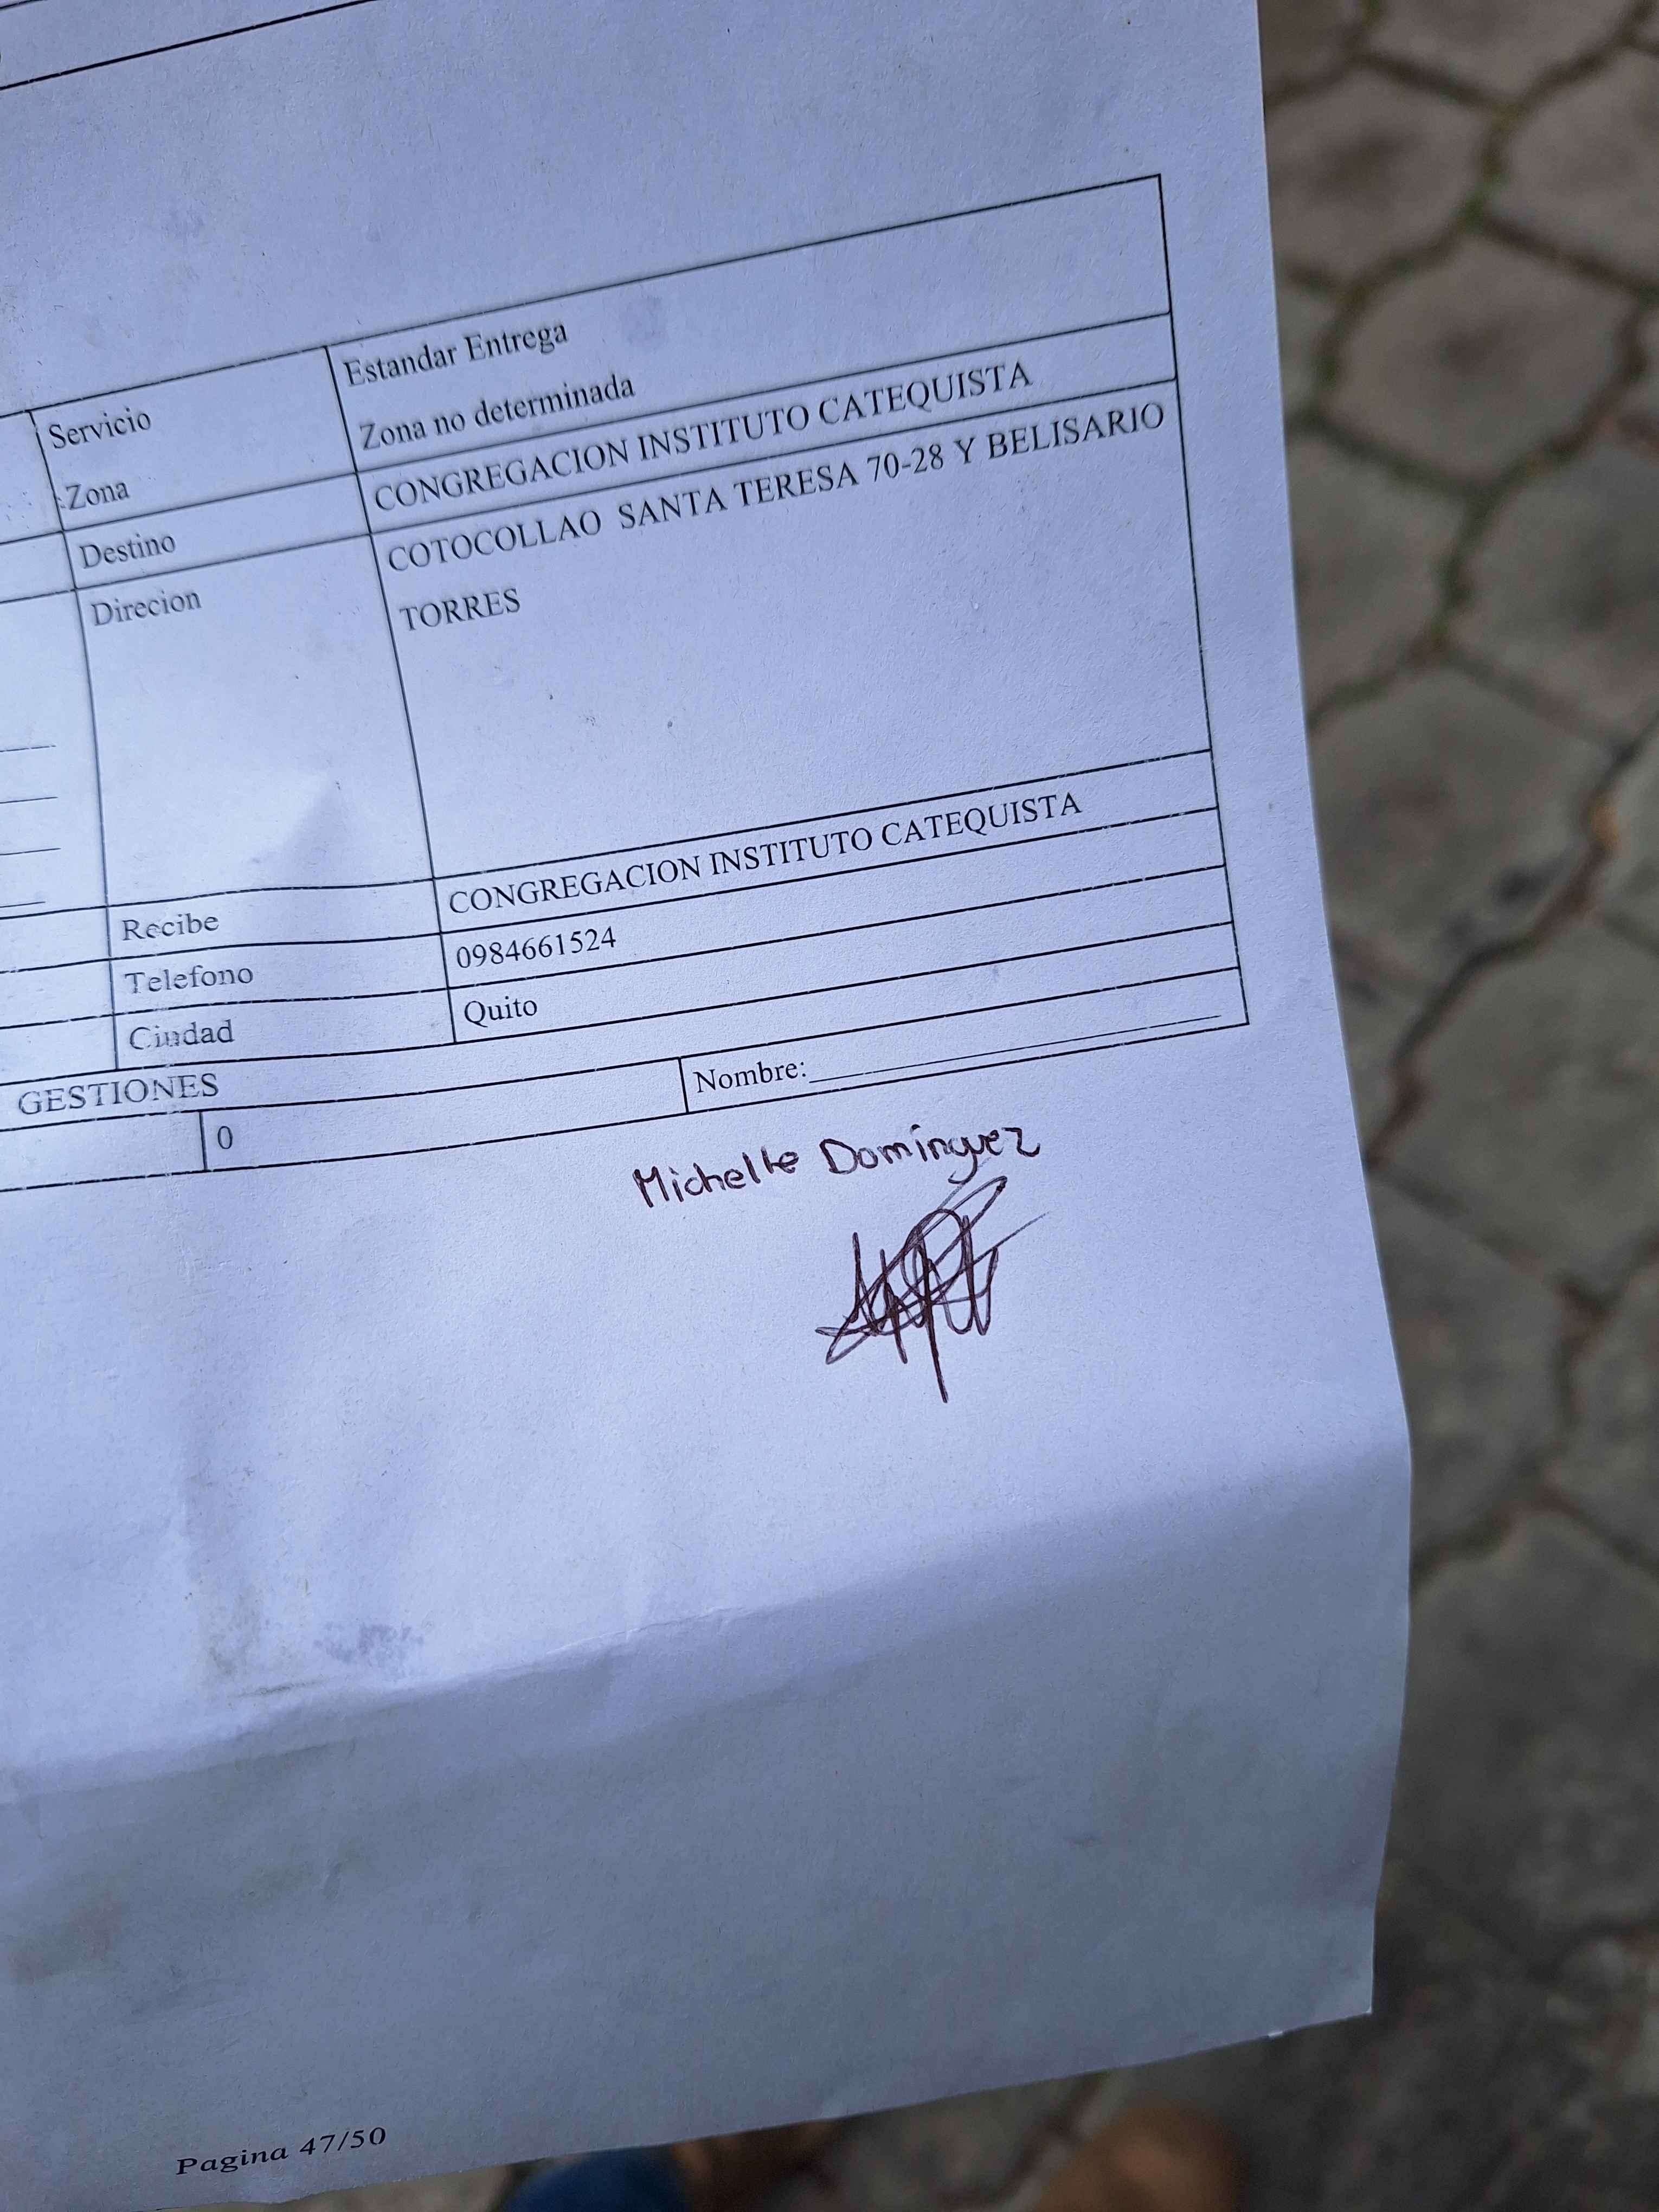 Servicio Estandar Entrega
Zona Zona no determinada
Destino CONGREGACION INSTITUTO CATEQUISTA
Direcion COTOCOLLAO SANTA TERESA 70-28 Y BELISARIO
TORRES
Recibe CONGREGACION INSTITUTO CATEQUISTA
Telefono 0984661524
Ciudad Quito
GESTIONES
0 Nombre:
Michelle Domínguez
Pagina 47/50